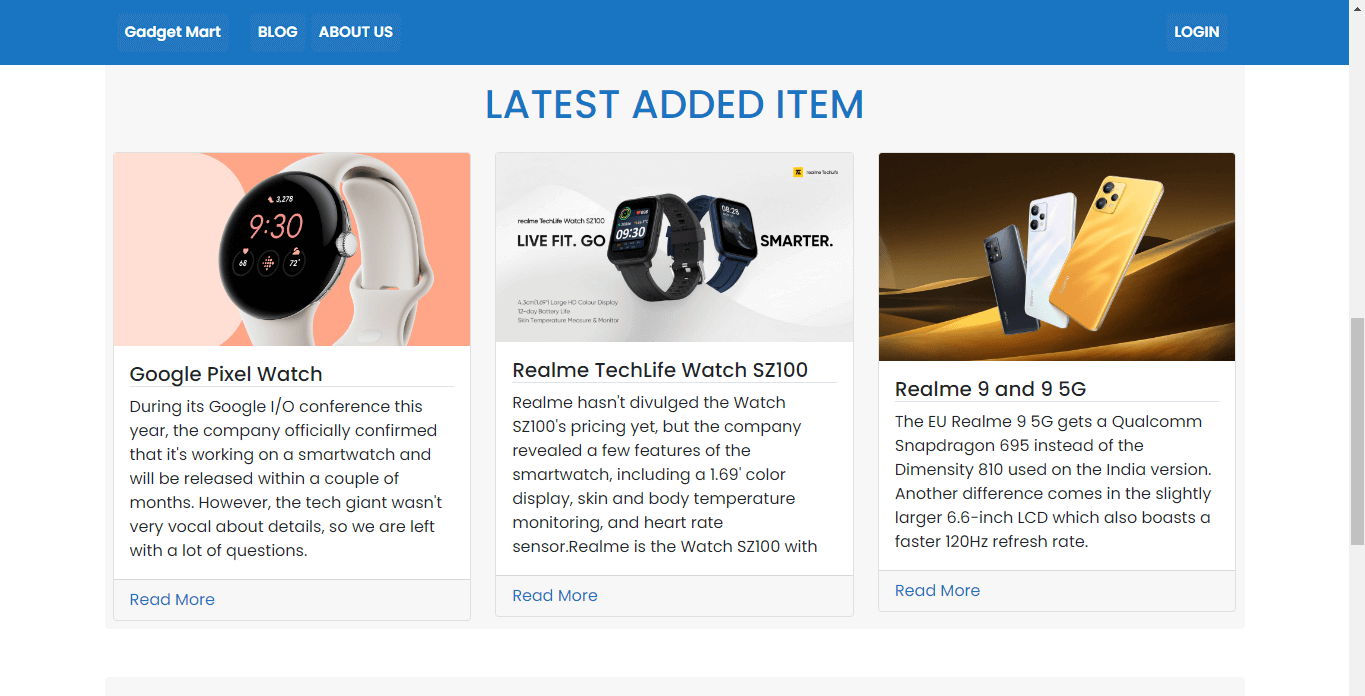 Gadget Mart
BLOG
ABOUT US
LOGIN
LATEST ADDED ITEM
3,278
9:30
68
72°
Google Pixel Watch
During its Google I/O conference this
year, the company officially confirmed
that it's working on a smartwatch and
will be released within a couple of
months. However, the tech giant wasn't
very vocal about details, so we are left
with a lot of questions.
Read More
realme TechLife
realme TechLife Watch SZ100
LIVE FIT. GO
SMARTER.
09:30
08:23
4.3cm(1.69") Large HD Colour Display
12-day Battery Life
Skin Temperature Measure & Monitor
Realme TechLife Watch SZ100
Realme hasn't divulged the Watch
SZ100's pricing yet, but the company
revealed a few features of the
smartwatch, including a 1.69' color
display, skin and body temperature
monitoring, and heart rate
sensor.Realme is the Watch SZ100 with
Read More
Realme 9 and 9 5G
The EU Realme 9 5G gets a Qualcomm
Snapdragon 695 instead of the
Dimensity 810 used on the India version.
Another difference comes in the slightly
larger 6.6-inch LCD which also boasts a
faster 120Hz refresh rate.
Read More